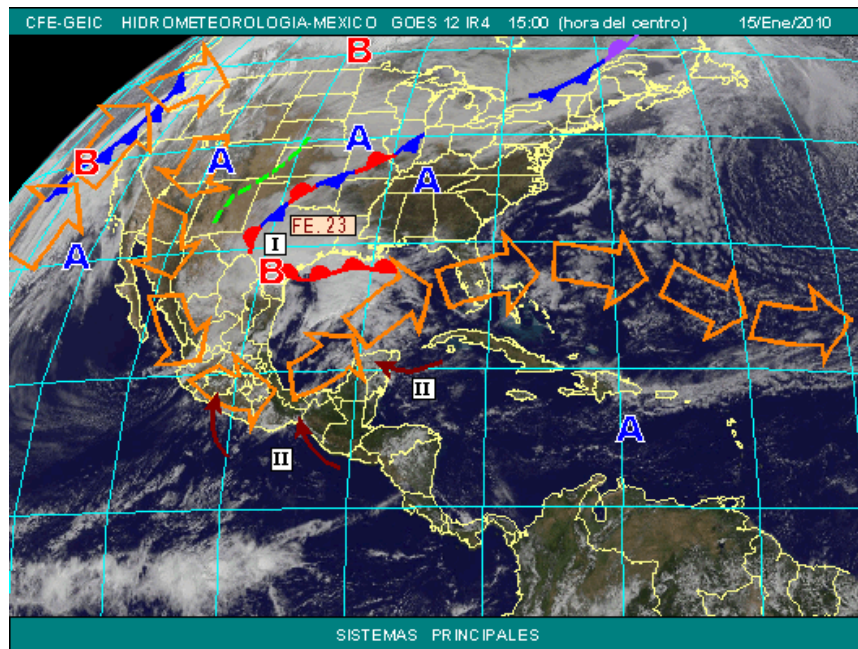 CFE-GEIC HIDROMETEOROLOGIA-MEXICO GOES 12 IR4 15:00 (hora del centro) 15/Ene/2010
B
B
A
A
A
FE. 23
I
A
B
II
A
II
SISTEMAS PRINCIPALES